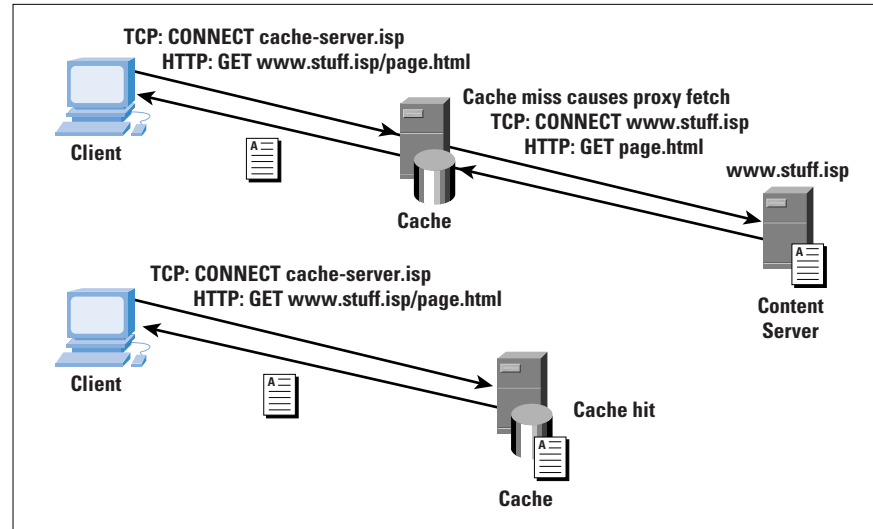 TCP: CONNECT cache-server.isp
HTTP: GET www.stuff.isp/page.html
Cache miss causes proxy fetch
TCP: CONNECT www.stuff.isp
HTTP: GET page.html
Client
A
www.stuff.isp
Cache
A
Content
Server
TCP: CONNECT cache-server.isp
HTTP: GET www.stuff.isp/page.html
Client
A
Cache hit
A
Cache